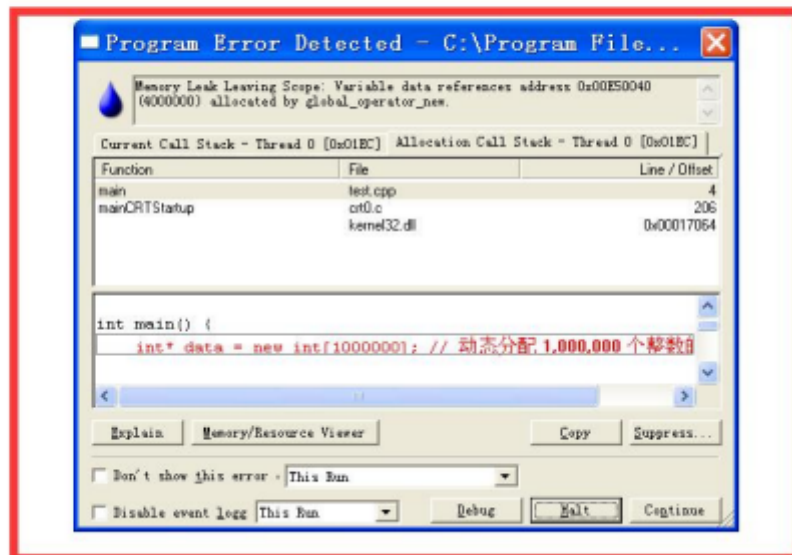 Program Error Detected - C:\Program File...
Memory Leak Leaving Scope: Variable data references address 0x00E50040
(4000000) allocated by global_operator_new.
Current Call Stack - Thread 0 [0x01BC] Allocation Call Stack - Thread 0 [0x01BC]
Function File Line / Offset
main test.cpp 4
mainCRTStartup crt0.c 206
kernel32.dll 0x00017064
int main() {
int* data = new int[1000000]; // 动态分配 1,000,000 个整数的
Explain Memory/Resource Viewer Copy Suppress...
Don't show this error - This Run
Disable event logg This Run Debug Halt Continue